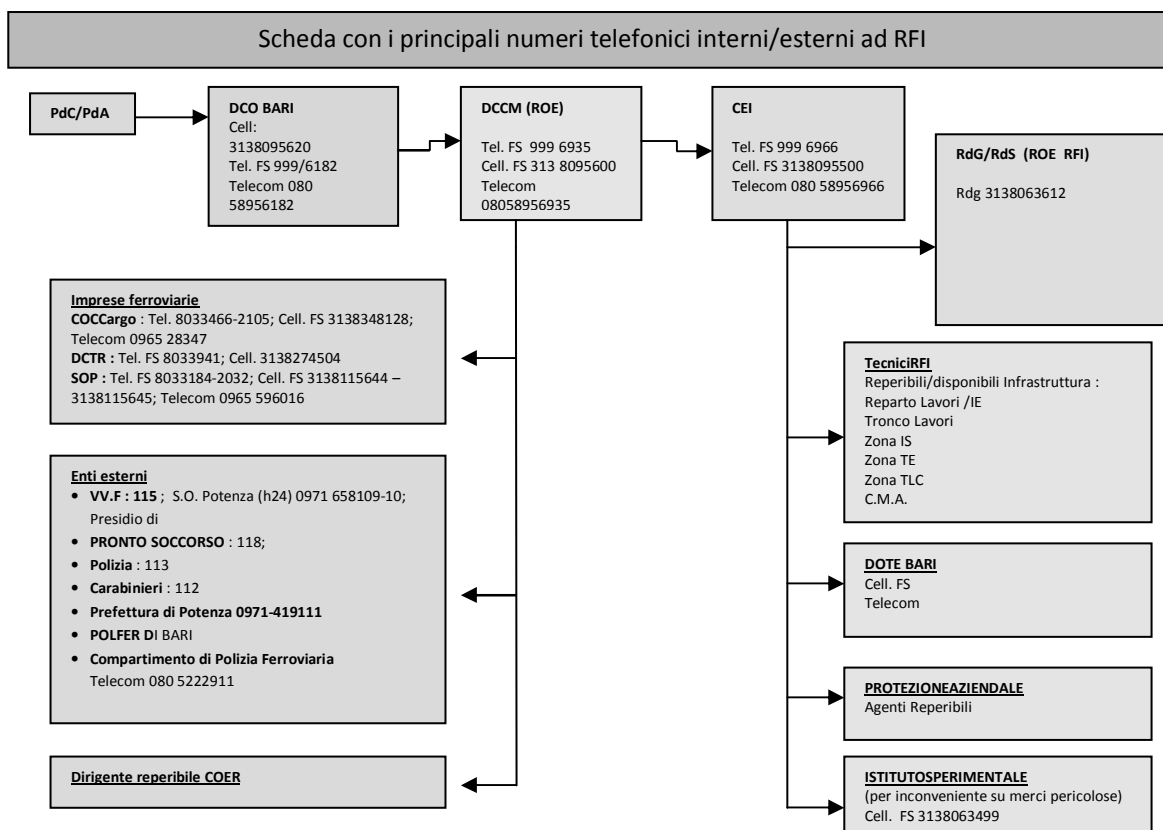 Scheda con i principali numeri telefonici interni/esterni ad RFI
PdC/PdA
DCO BARI
Cell:
3138095620
Tel. FS 999/6182
Telecom 080
58956182
DCCM (ROE)
Tel. FS 999 6935
Cell. FS 313 8095600
Telecom
08058956935
CEI
Tel. FS 999 6966
Cell. FS 3138095500
Telecom 080 58956966
RdG/RdS (ROE RFI)
Rdg 3138063612
Imprese ferroviarie
COCCargo : Tel. 8033466-2105; Cell. FS 3138348128;
Telecom 0965 28347
DCTR : Tel. FS 8033941; Cell. 3138274504
SOP : Tel. FS 8033184-2032; Cell. FS 3138115644 –
3138115645; Telecom 0965 596016
TecniciRFI
Reperibili/disponibili Infrastruttura :
Reparto Lavori /IE
Tronco Lavori
Zona IS
Zona TE
Zona TLC
C.M.A.
Enti esterni
• VV.F : 115 ; S.O. Potenza (h24) 0971 658109-10;
Presidio di
• PRONTO SOCCORSO : 118;
• Polizia : 113
• Carabinieri : 112
• Prefettura di Potenza 0971-419111
• POLFER DI BARI
• Compartimento di Polizia Ferroviaria
Telecom 080 5222911
DOTE BARI
Cell. FS
Telecom
PROTEZIONEAZIENDALE
Agenti Reperibili
Dirigente reperibile COER
ISTITUTOSPERIMENTALE
(per inconveniente su merci pericolose)
Cell. FS 3138063499